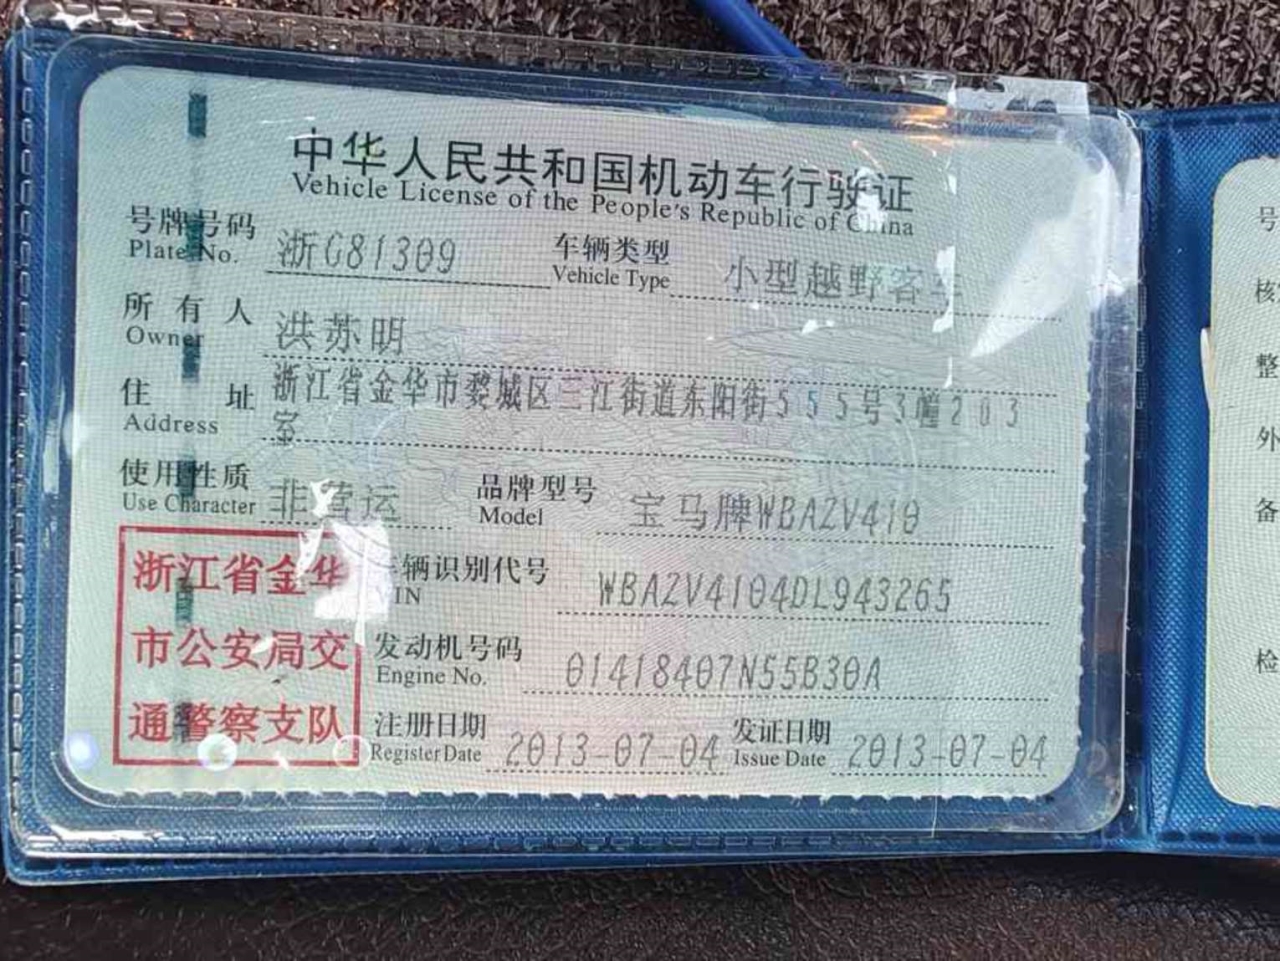 中华人民共和国机动车行驶证
Vehicle License of the People's Republic of China
号牌号码 浙G81309 车辆类型 小型越野客车
Plate No. Vehicle Type
所有人 洪苏明
Owner
住址 浙江省金华市婺城区三江街道东阳街555号3幢203
Address 室
使用性质 非营运 品牌型号 宝马牌WBAZV410
Use Character Model
浙江省金华 车辆识别代号 WBAZV4104DL943265
VIN
市公安局交 发动机号码 01418407N55B30A
Engine No.
通警察支队 注册日期 2013-07-04 发证日期 2013-07-04
Register Date Issue Date
号
核
整
外
备
检